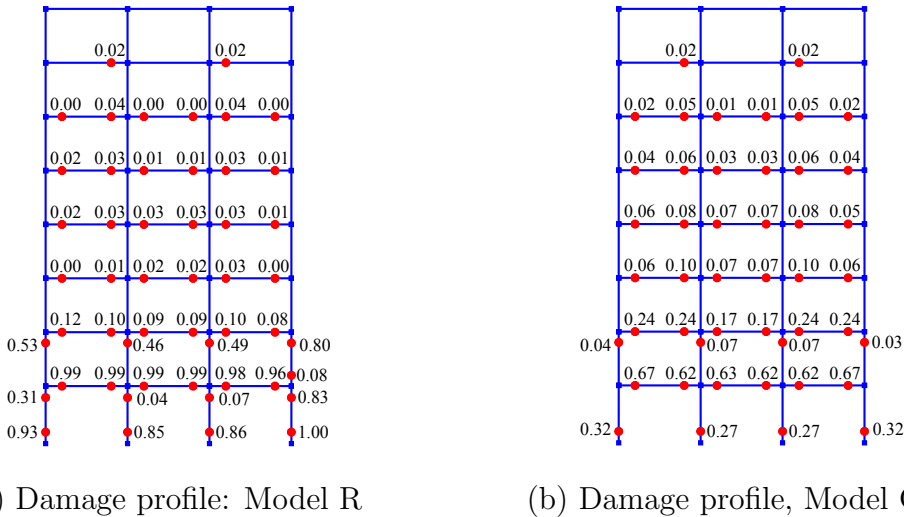 0.02 0.02 0.02 0.02
0.00 0.04 0.00 0.00 0.04 0.00 0.02 0.05 0.01 0.01 0.05 0.02
0.02 0.03 0.01 0.01 0.03 0.01 0.04 0.06 0.03 0.03 0.06 0.04
0.02 0.03 0.03 0.03 0.03 0.01 0.06 0.08 0.07 0.07 0.08 0.05
0.00 0.01 0.02 0.02 0.03 0.00 0.06 0.10 0.07 0.07 0.10 0.06
0.12 0.10 0.09 0.09 0.10 0.08 0.24 0.24 0.17 0.17 0.24 0.24
0.53 0.46 0.49 0.80 0.04 0.07 0.07 0.03
0.99 0.99 0.99 0.99 0.98 0.96 0.08 0.67 0.62 0.63 0.62 0.62 0.67
0.31 0.04 0.07 0.83
0.93 0.85 0.86 1.00 0.32 0.27 0.27 0.32
) Damage profile: Model R (b) Damage profile, Model